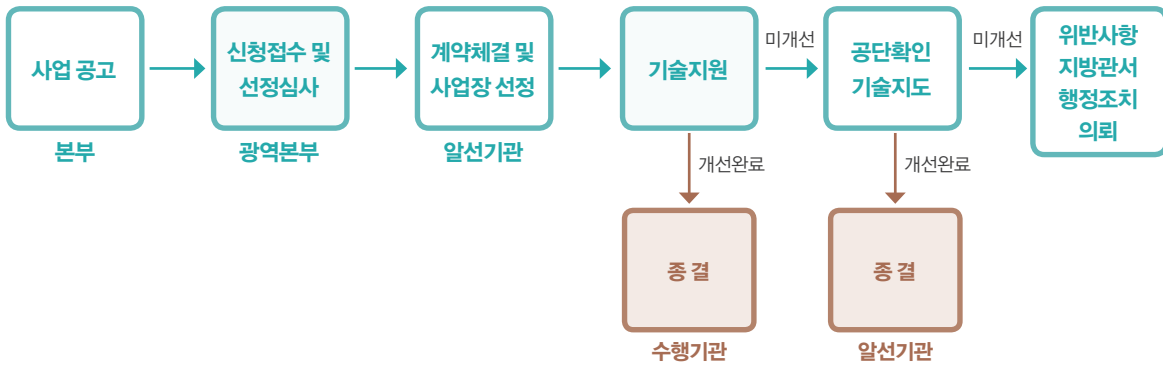 사업 공고
본부
신청접수 및
선정심사
광역본부
계약체결 및
사업장 선정
알선기관
기술지원
미개선
공단확인
기술지도
미개선
위반사항
지방관서
행정조치
의뢰
개선완료
개선완료
종 결
수행기관
종 결
알선기관